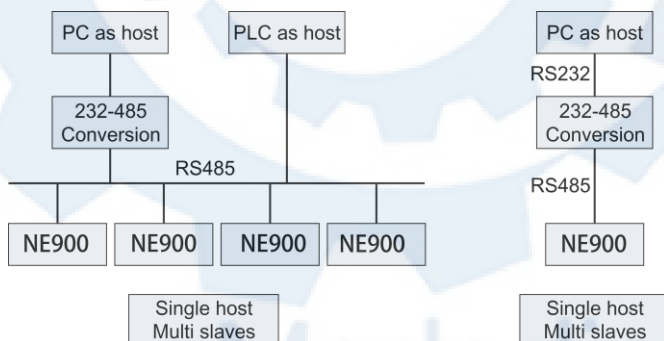 PC as host
PLC as host
PC as host
RS232
232-485
Conversion
232-485
Conversion
RS485
RS485
NE900
NE900
NE900
NE900
NE900
Single host
Multi slaves
Single host
Multi slaves